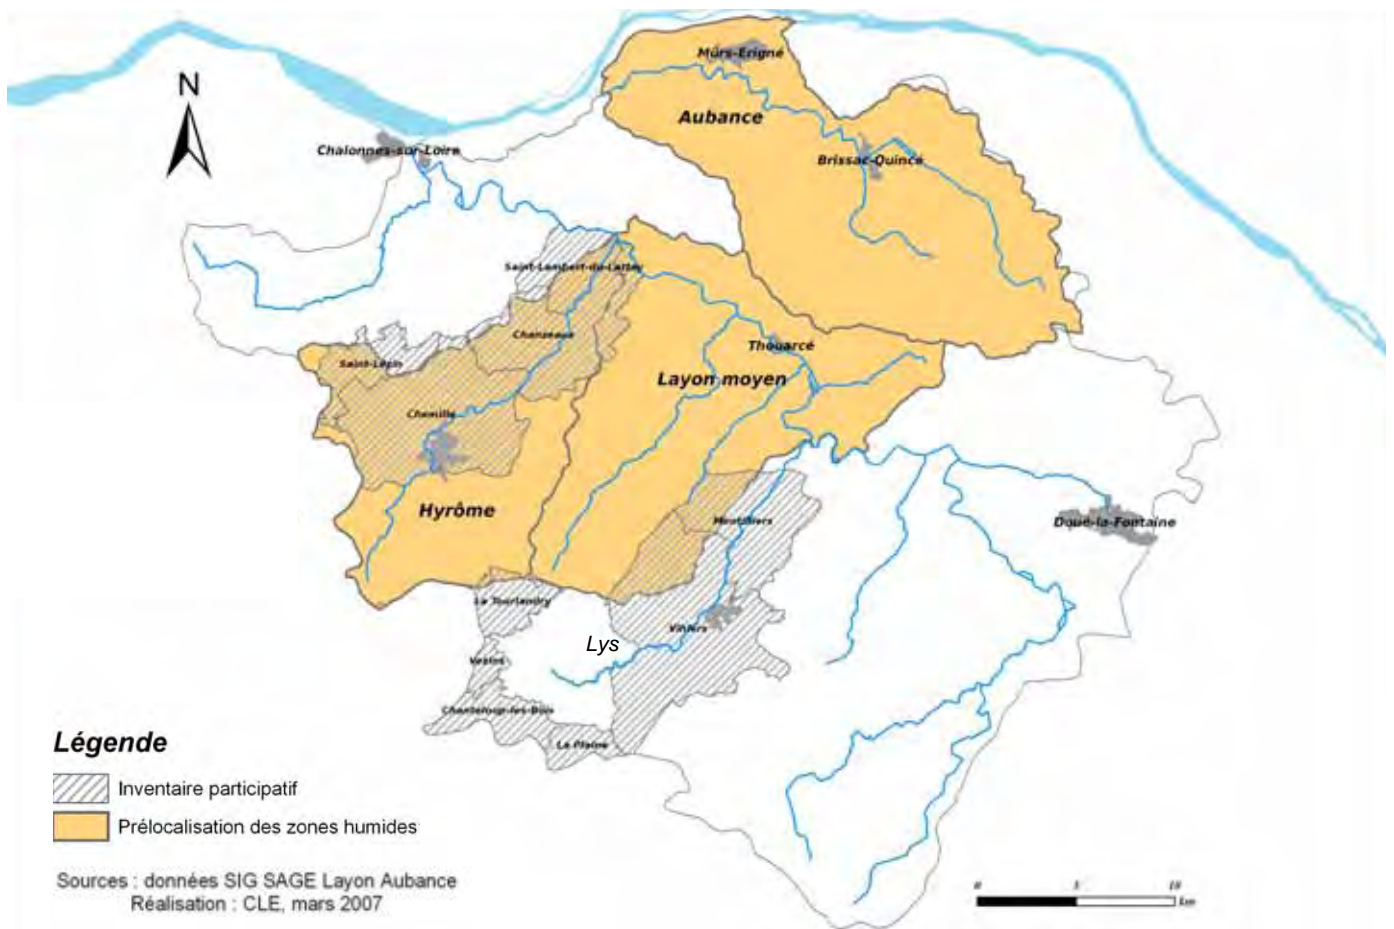 Mûrs-Erigné
N
Aubance
Chalonnes-sur-Loire
Brissac-Quincé
Saint-Lambert-du-Lattay
Chanzeaux
Thouarcé
Saint-Lézin
Layon moyen
Chemillé
Hyrôme
Montilliers
Doué-la-Fontaine
La Tourlandry
Vihiers
Lys
Vezins
Chanteloup-les-Bois
La Plaine
Légende
Inventaire participatif
Prélocalisation des zones humides
Sources : données SIG SAGE Layon Aubance
Réalisation : CLE, mars 2007
0 5 10
Km